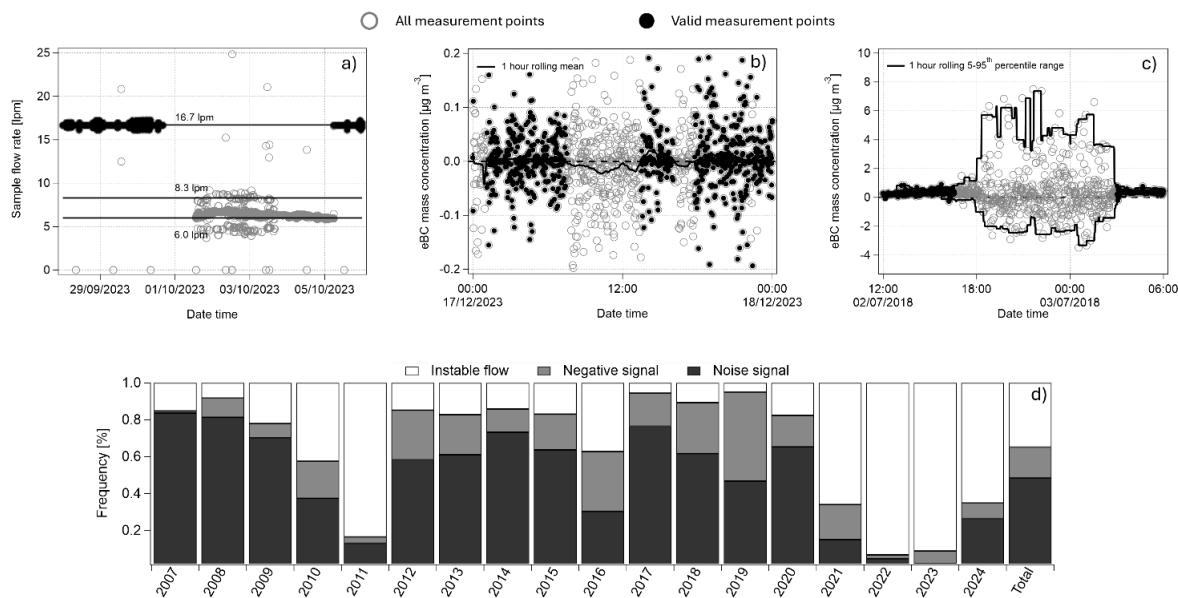 All measurement points
Valid measurement points
a)
25
20
15
10
5
0
Sample flow rate [lpm]
16.7 lpm
8.3 lpm
6.0 lpm
29/09/2023
01/10/2023
03/10/2023
05/10/2023
Date time
b)
1 hour rolling mean
0.2
0.1
0.0
-0.1
-0.2
eBC mass concentration [µg m⁻³]
00:00
17/12/2023
12:00
00:00
18/12/2023
Date time
c)
1 hour rolling 5-95th percentile range
10
8
6
4
2
0
-2
-4
eBC mass concentration [µg m⁻³]
12:00
02/07/2018
18:00
00:00
03/07/2018
06:00
Date time
Instable flow
Negative signal
Noise signal
d)
1.0
0.8
0.6
0.4
0.2
Frequency [%]
2007
2008
2009
2010
2011
2012
2013
2014
2015
2016
2017
2018
2019
2020
2021
2022
2023
2024
Total